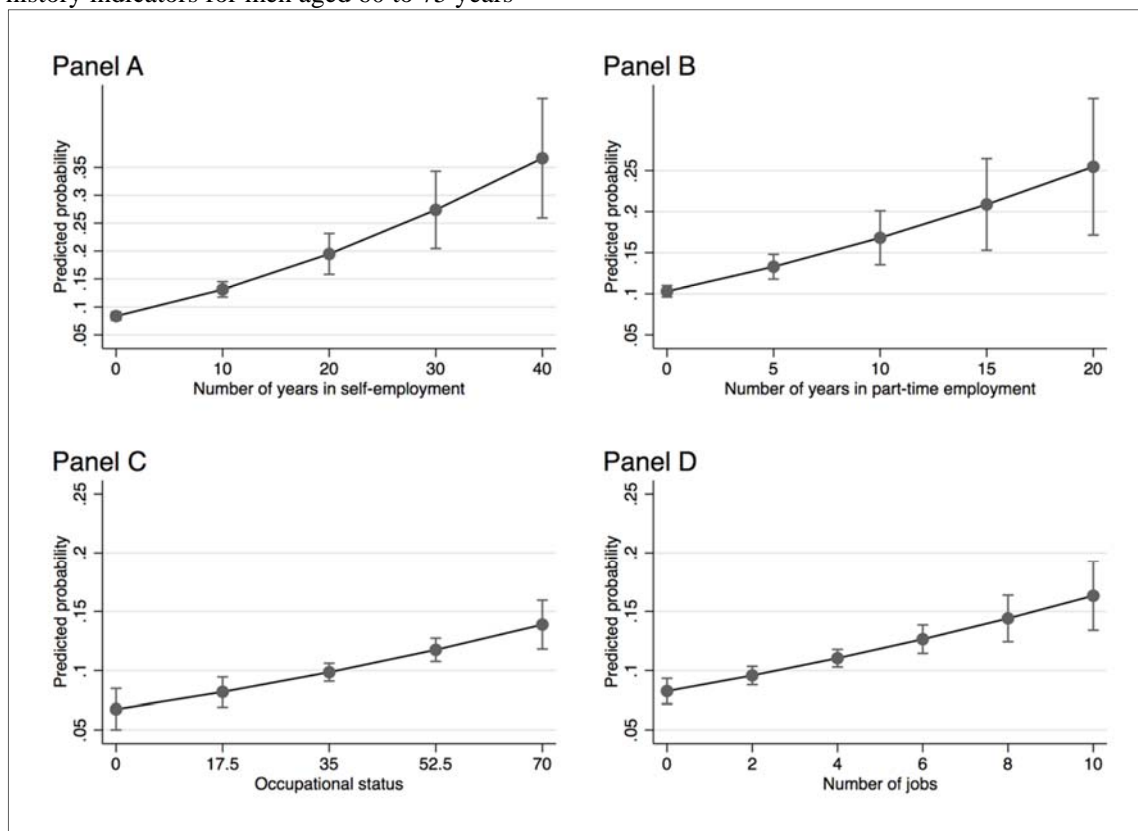 history indicators for men aged 60 to 75 years
Panel A
Predicted probability
.05 .1 .15 .2 .25 .3 .35
0 10 20 30 40
Number of years in self-employment
Panel B
Predicted probability
.05 .1 .15 .2 .25
0 5 10 15 20
Number of years in part-time employment
Panel C
Predicted probability
.05 .1 .15 .2 .25
0 17.5 35 52.5 70
Occupational status
Panel D
Predicted probability
.05 .1 .15 .2 .25
0 2 4 6 8 10
Number of jobs